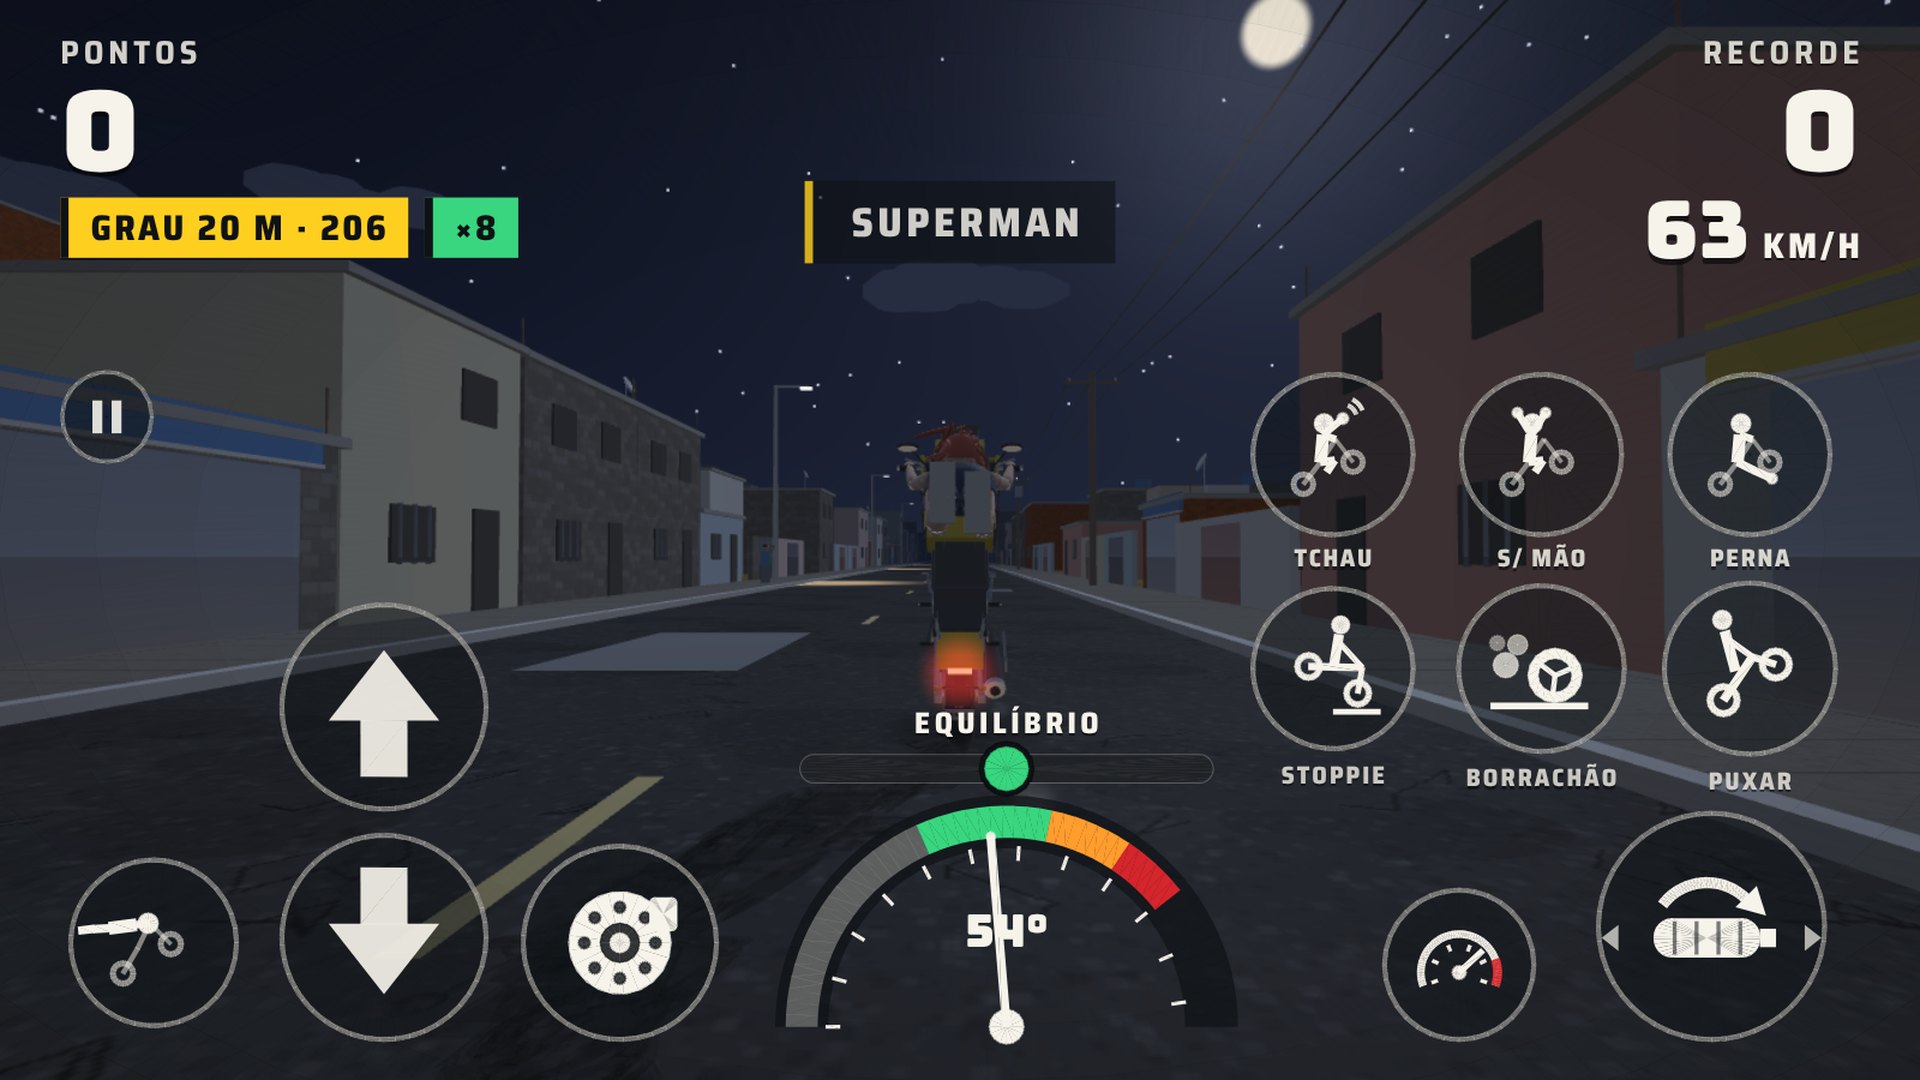 PONTOS
0
GRAU 20 M · 206
×8
SUPERMAN
RECORDE
0
63 KM/H
TCHAU
S/ MÃO
PERNA
STOPPIE
BORRACHÃO
PUXAR
EQUILÍBRIO
54°